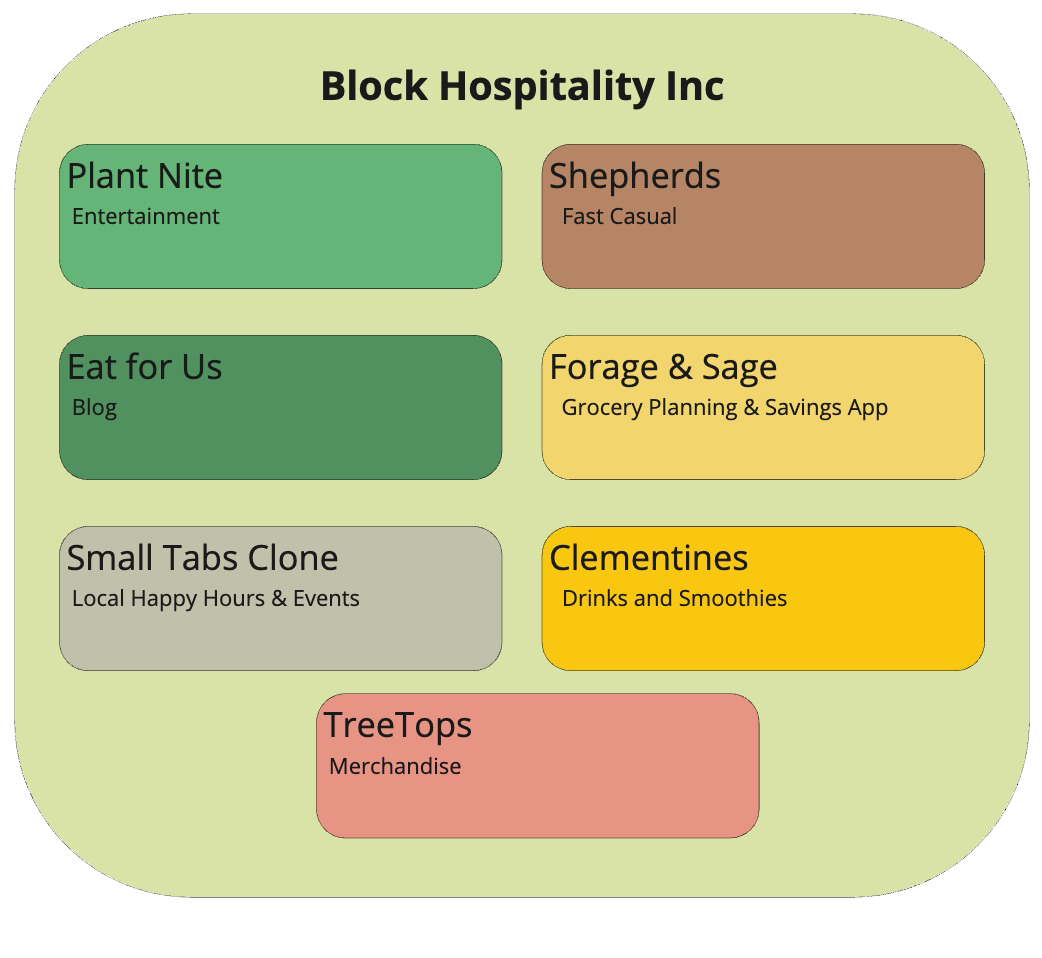 Block Hospitality Inc
Plant Nite
Entertainment
Shepherds
Fast Casual
Eat for Us
Blog
Forage & Sage
Grocery Planning & Savings App
Small Tabs Clone
Local Happy Hours & Events
Clementines
Drinks and Smoothies
TreeTops
Merchandise